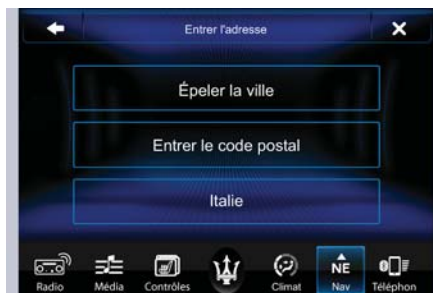 Entrer l'adresse
Épeler la ville
Entrer le code postal
Italie
NE
Radio Média Contrôles Climat Nav Téléphon